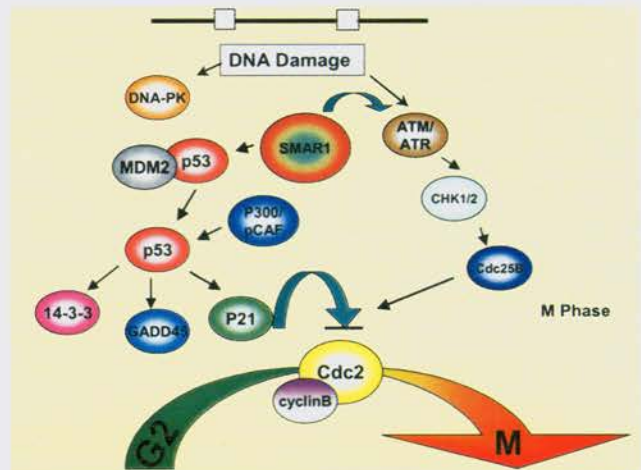 DNA Damage
DNA-PK
SMAR1
ATM/
ATR
MDM2
p53
CHK1/2
P300/
pCAF
p53
Cdc25B
14-3-3
GADD45
P21
M Phase
Cdc2
cyclinB
G2
M